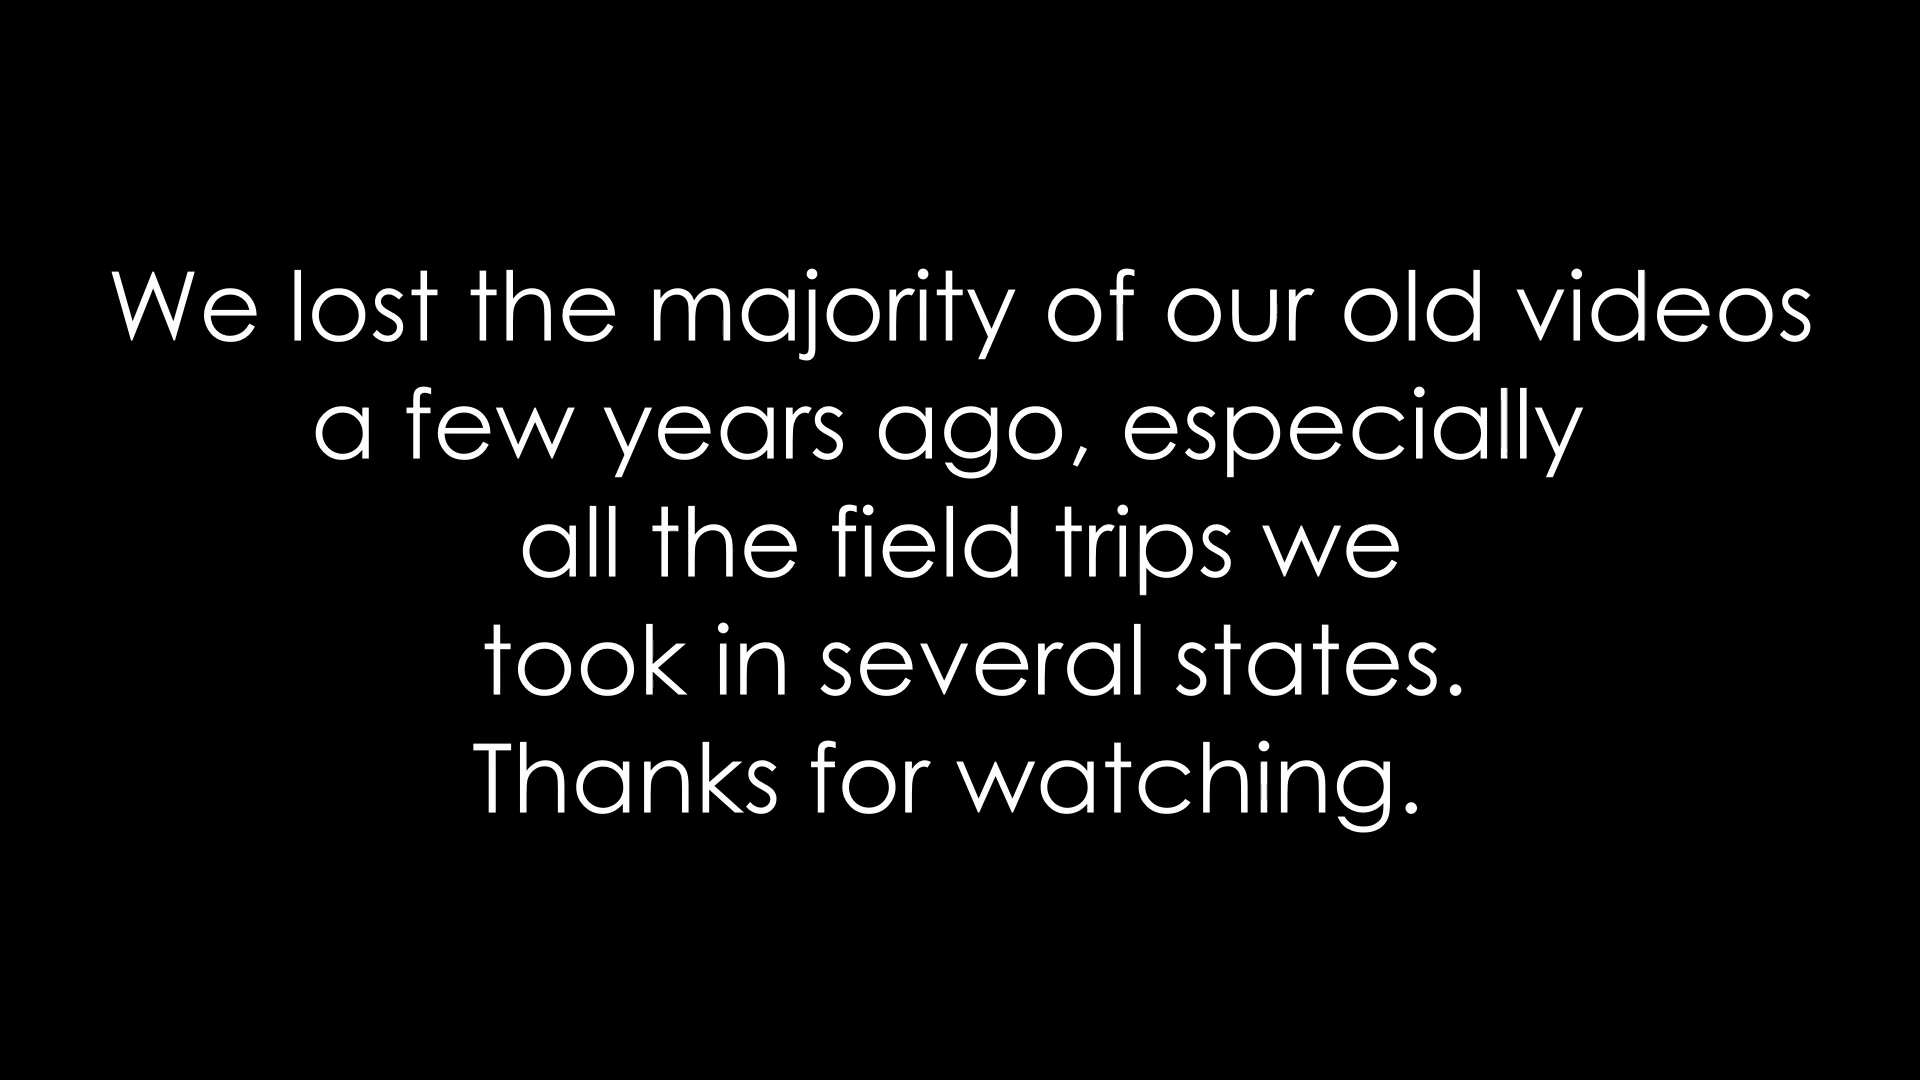 We lost the majority of our old videos
a few years ago, especially
all the field trips we
took in several states.
Thanks for watching.